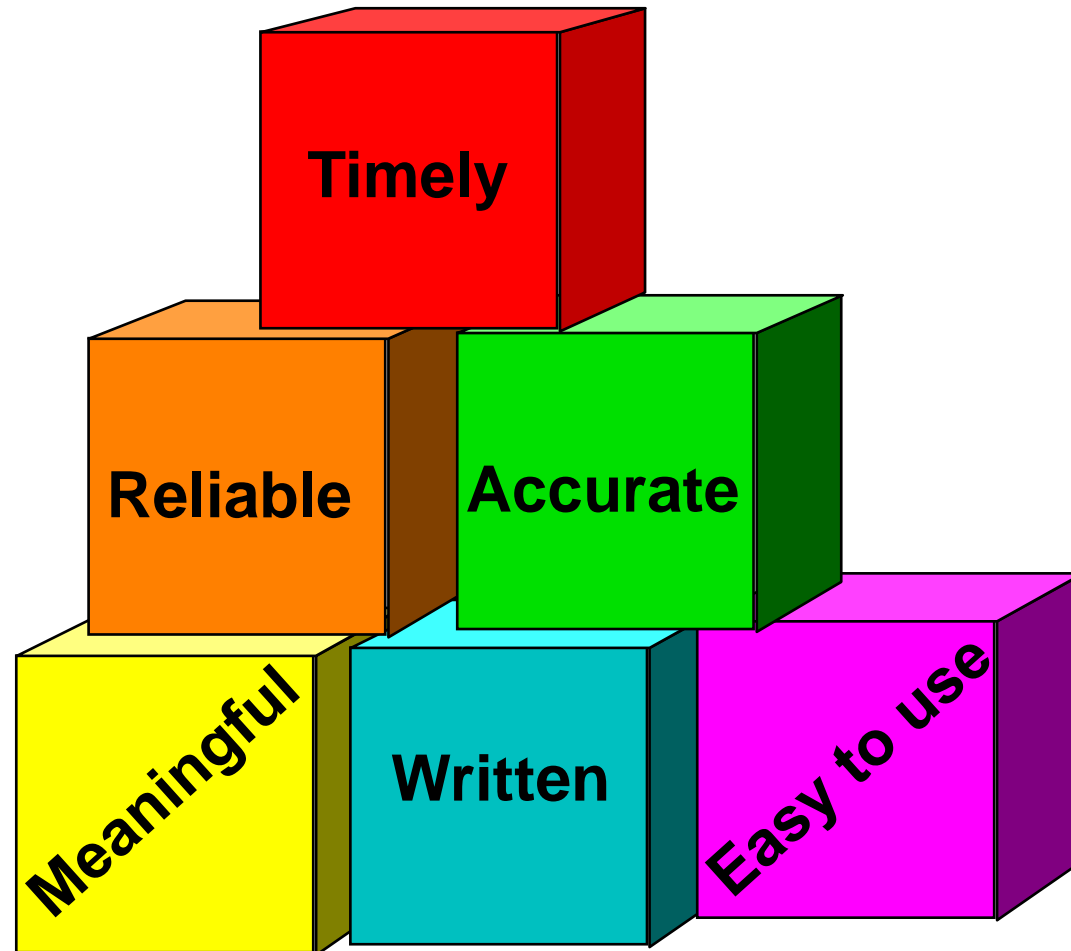 Timely
Reliable
Accurate
Meaningful
Written
Easy to use